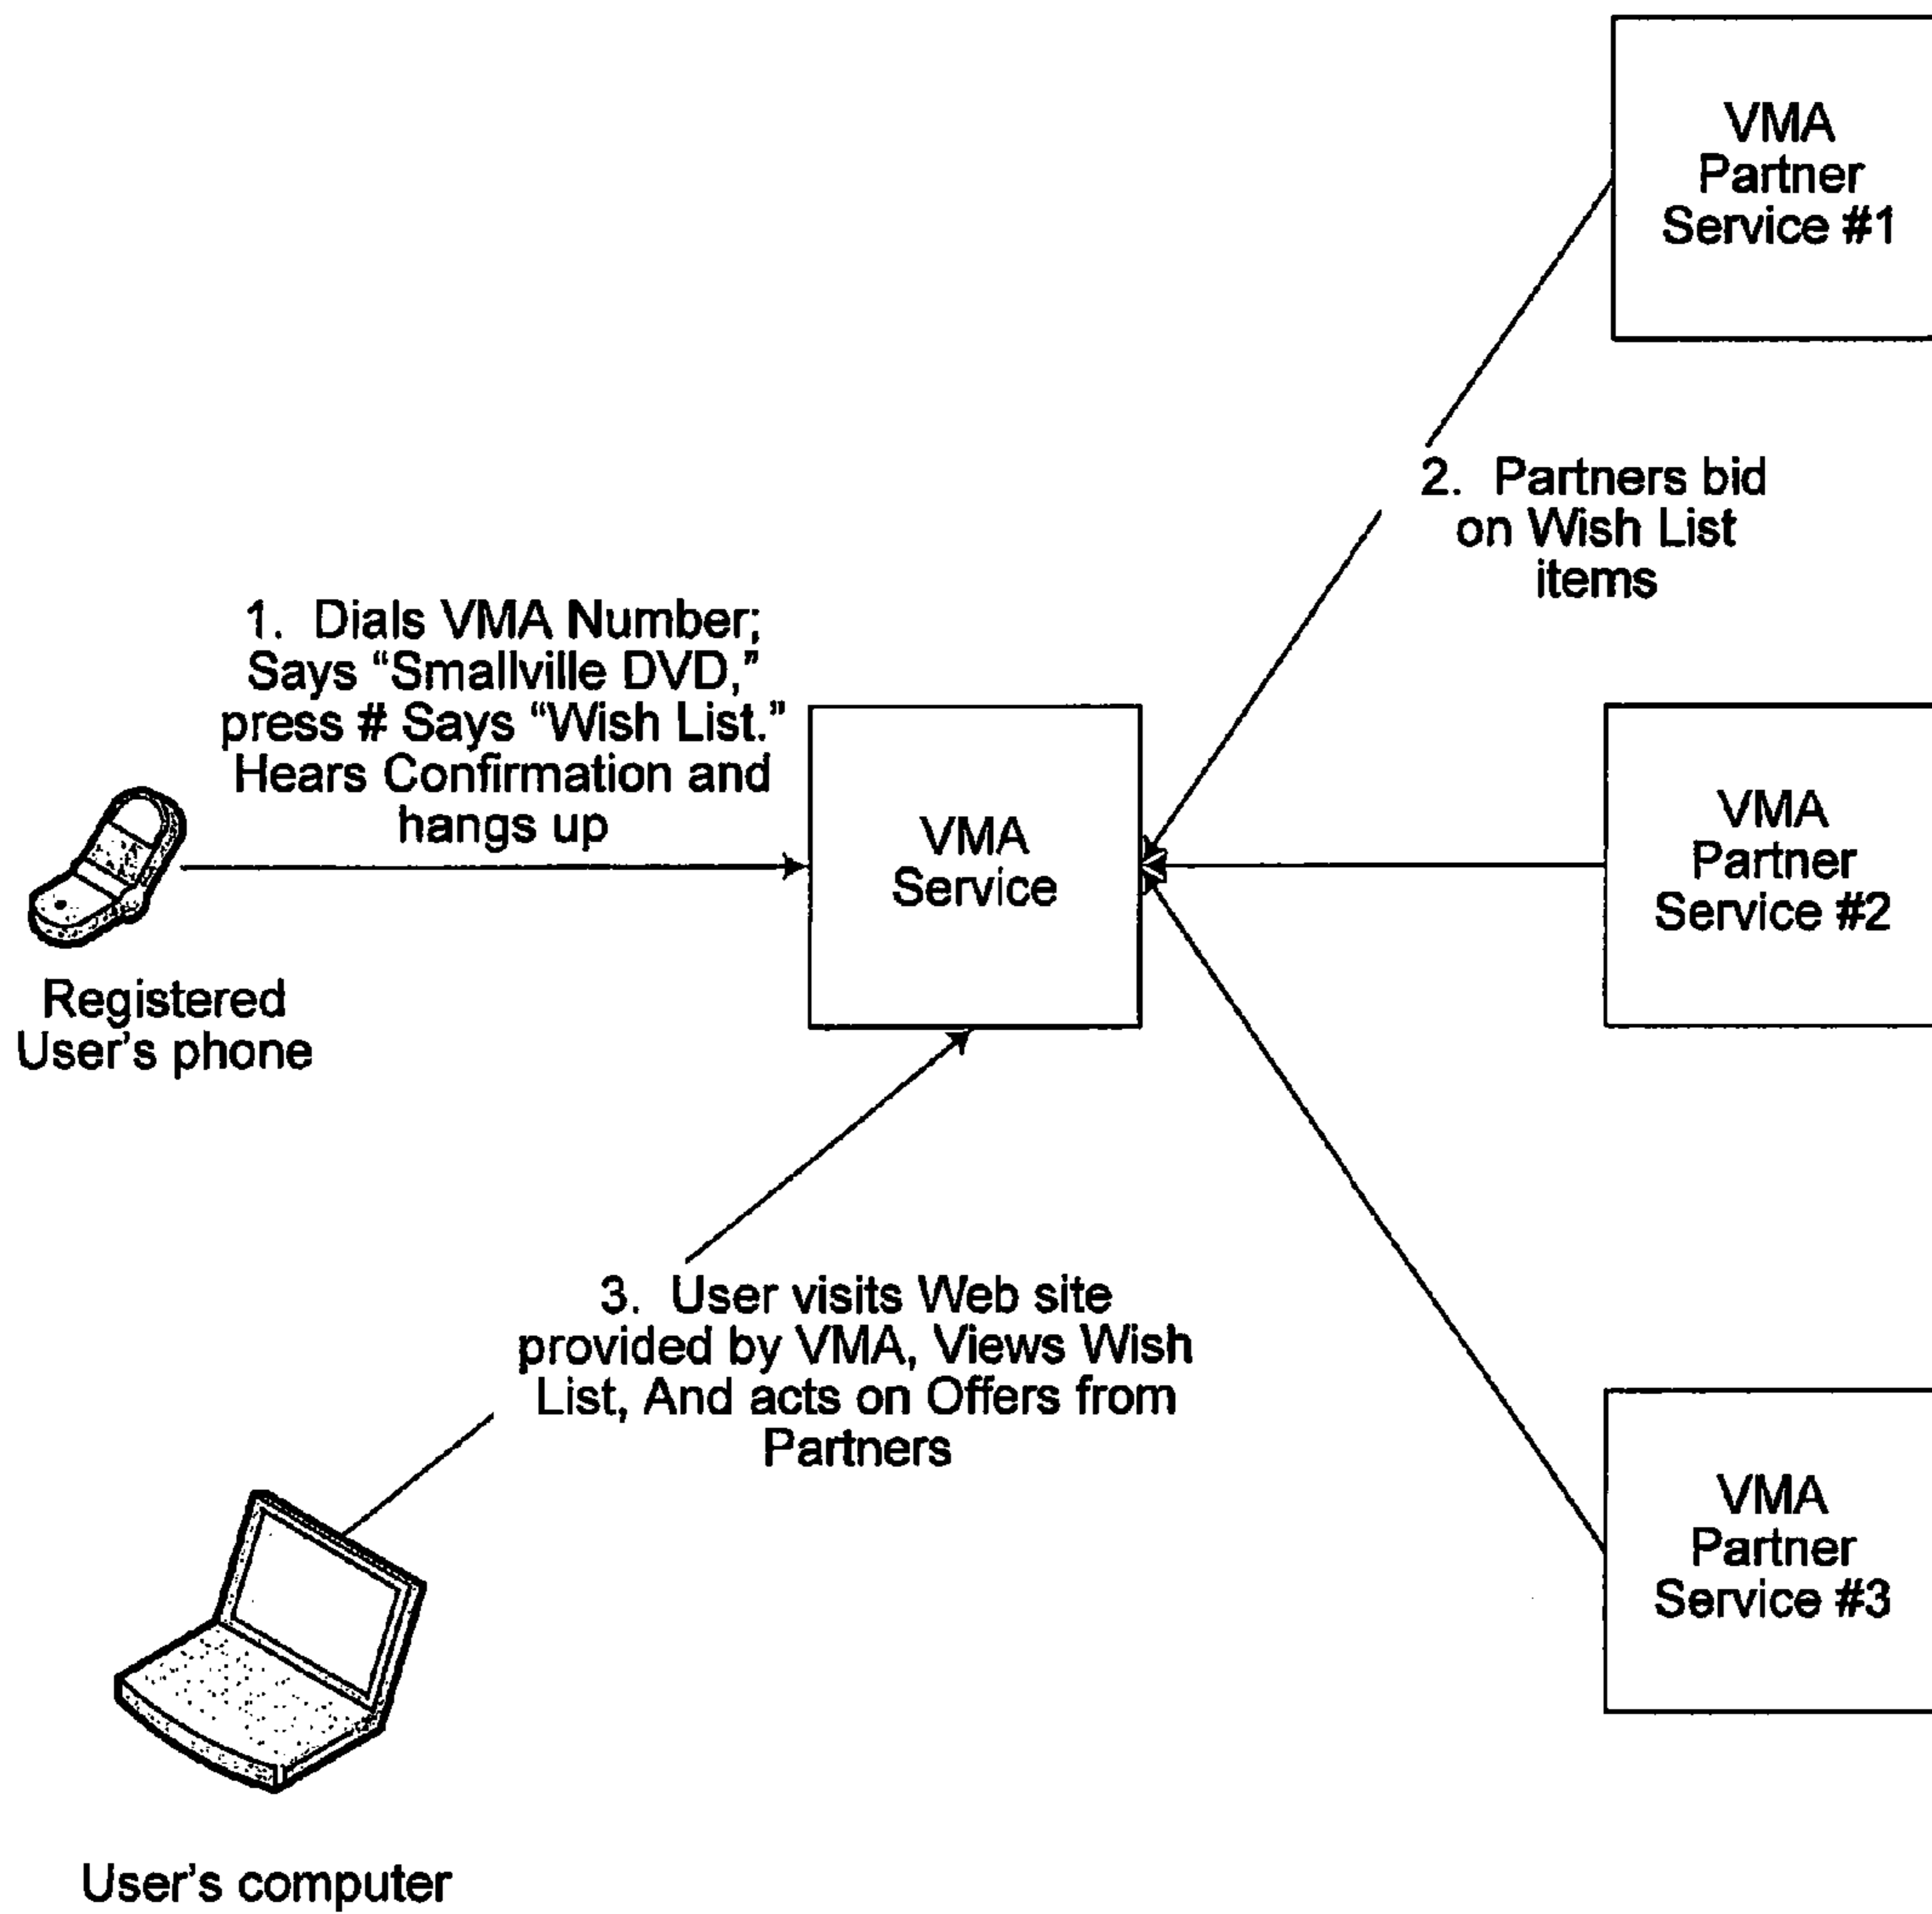 VMA
Partner
Service #1
2. Partners bid
on Wish List
items
1. Dials VMA Number;
Says “Smallville DVD,”
press # Says “Wish List.”
Hears Confirmation and
hangs up
VMA
Service
VMA
Partner
Service #2
Registered
User’s phone
3. User visits Web site
provided by VMA, Views Wish
List, And acts on Offers from
Partners
VMA
Partner
Service #3
User’s computer